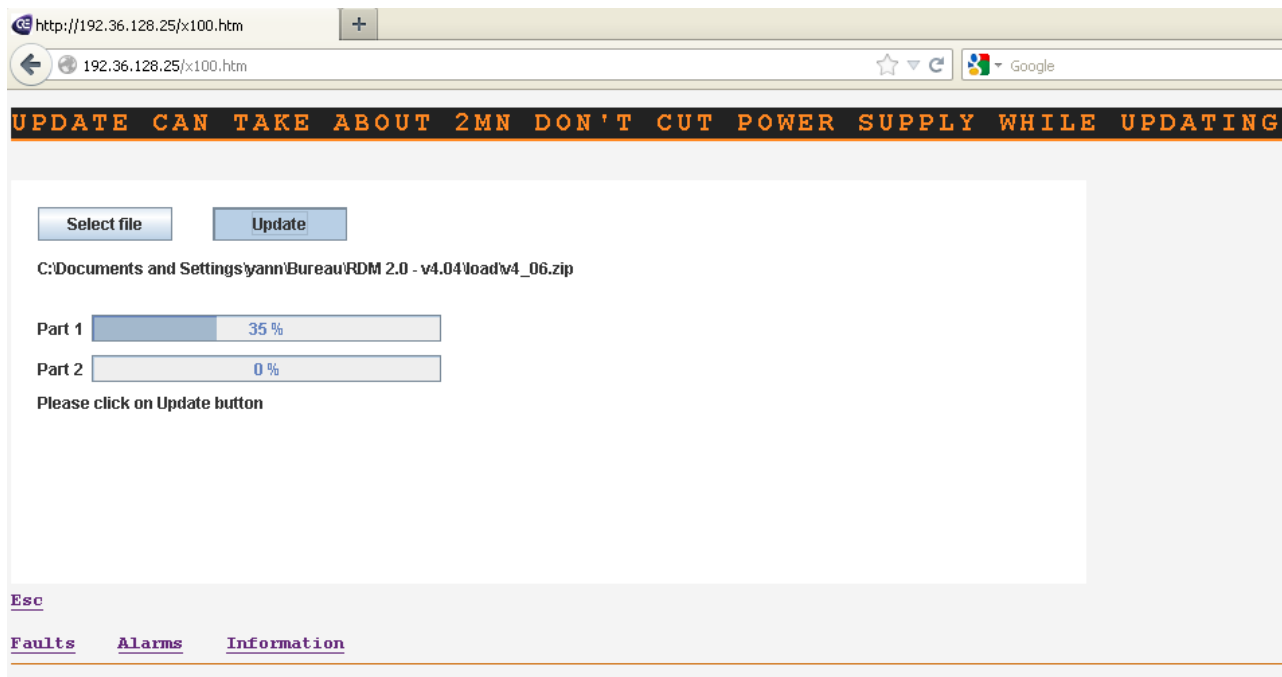 http://192.36.128.25/x100.htm +
192.36.128.25/x100.htm Google
UPDATE CAN TAKE ABOUT 2MN DON'T CUT POWER SUPPLY WHILE UPDATING
Select file Update
C:\Documents and Settings\yann\Bureau\RDM 2.0 - v4.04\load\v4_06.zip
Part 1 35 %
Part 2 0 %
Please click on Update button
Esc
Faults Alarms Information